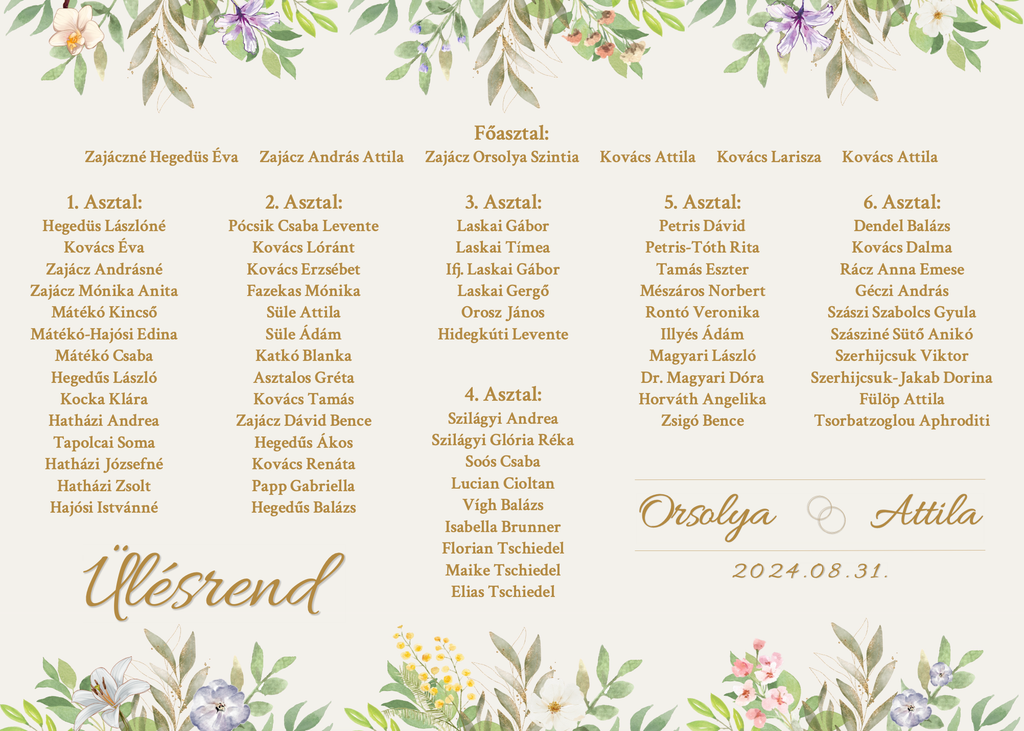 Főasztal:
Zajáczné Hegedüs Éva Zajácz András Attila Zajácz Orsolya Szintia Kovács Attila Kovács Larisza Kovács Attila
1. Asztal:
Hegedüs Lászlóné
Kovács Éva
Zajácz Andrásné
Zajácz Mónika Anita
Mátékó Kincső
Mátékó-Hajósi Edina
Mátékó Csaba
Hegedűs László
Kocka Klára
Hatházi Andrea
Tapolcai Soma
Hatházi Józsefné
Hatházi Zsolt
Hajósi Istvánné
2. Asztal:
Pócsik Csaba Levente
Kovács Lóránt
Kovács Erzsébet
Fazekas Mónika
Süle Attila
Süle Ádám
Katkó Blanka
Asztalos Gréta
Kovács Tamás
Zajácz Dávid Bence
Hegedűs Ákos
Kovács Renáta
Papp Gabriella
Hegedűs Balázs
3. Asztal:
Laskai Gábor
Laskai Tímea
Ifj. Laskai Gábor
Laskai Gergő
Orosz János
Hidegkúti Levente
4. Asztal:
Szilágyi Andrea
Szilágyi Glória Réka
Soós Csaba
Lucian Cioltan
Vígh Balázs
Isabella Brunner
Florian Tschiedel
Maike Tschiedel
Elias Tschiedel
5. Asztal:
Petris Dávid
Petris-Tóth Rita
Tamás Eszter
Mészáros Norbert
Rontó Veronika
Illyés Ádám
Magyari László
Dr. Magyari Dóra
Horváth Angelika
Zsigó Bence
6. Asztal:
Dendel Balázs
Kovács Dalma
Rácz Anna Emese
Géczi András
Szászi Szabolcs Gyula
Szásziné Sütő Anikó
Szerhijcsuk Viktor
Szerhijcsuk-Jakab Dorina
Fülöp Attila
Tsorbatzoglou Aphroditi
Orsolya Attila
2024.08.31.
Ülésrend